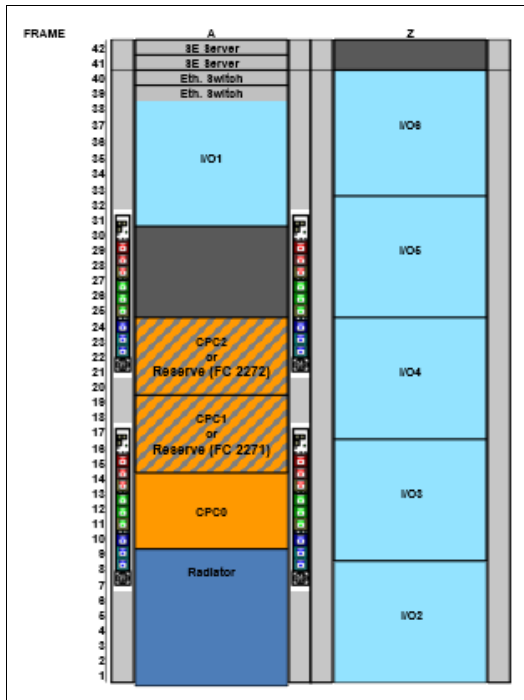 FRAME
A
Z
42
41
40
39
38
37
36
35
34
33
32
31
30
29
28
27
26
25
24
23
22
21
20
19
18
17
16
15
14
13
12
11
10
9
8
7
6
5
4
3
2
1
SE Server
SE Server
Eth. Switch
Eth. Switch
I/O1
CPC2
or
Reserve (FC 2272)
CPC1
or
Reserve (FC 2271)
CPC0
Radiator
I/O6
I/O5
I/O4
I/O3
I/O2